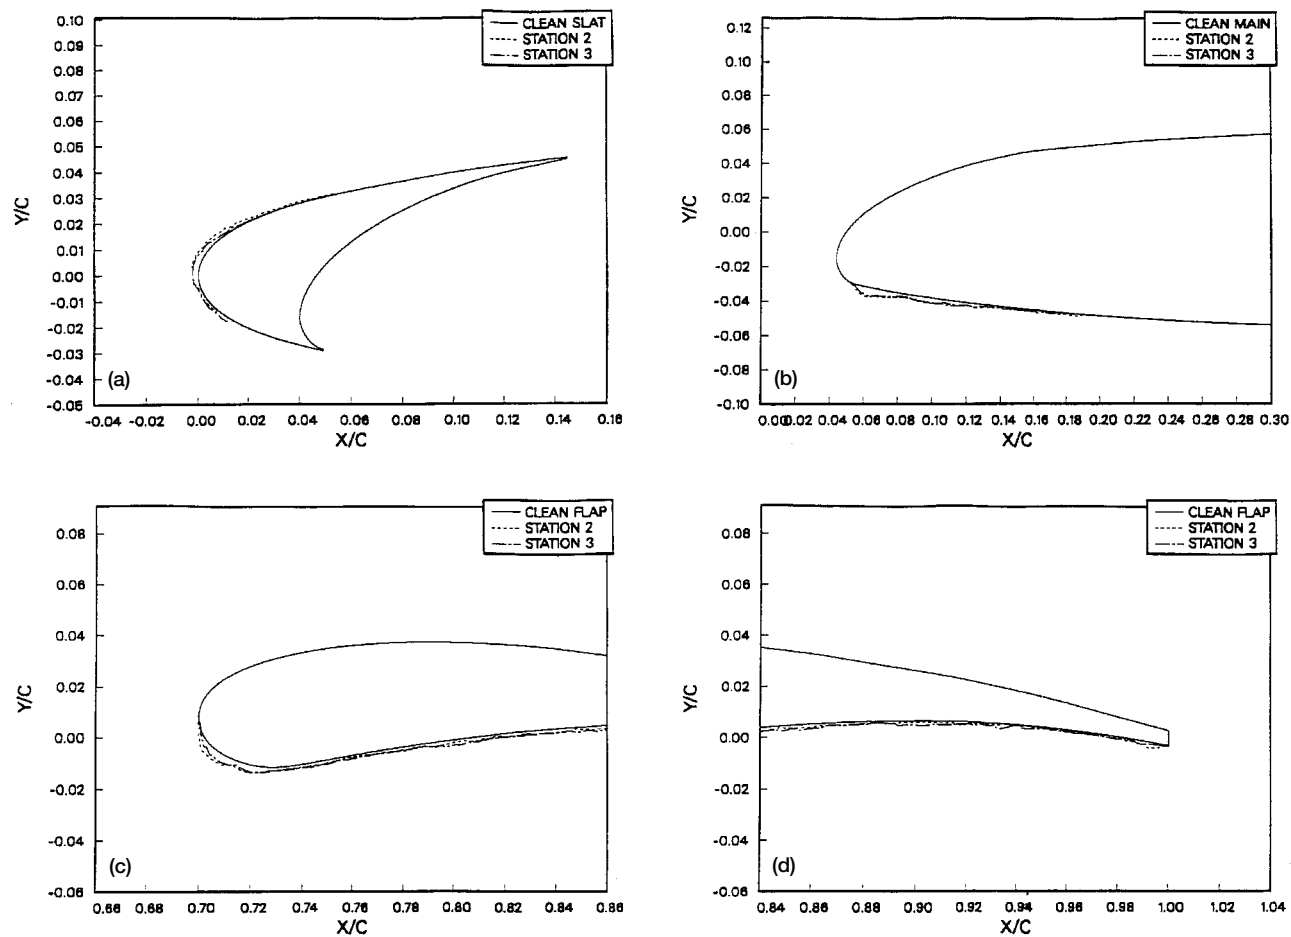 CLEAN SLAT
STATION 2
STATION 3
0.10
0.09
0.08
0.07
0.06
0.05
0.04
0.03
0.02
0.01
0.00
-0.01
-0.02
-0.03
-0.04
-0.05
Y/C
(a)
-0.04 -0.02 0.00 0.02 0.04 0.06 0.08 0.10 0.12 0.14 0.16
X/C
CLEAN MAIN
STATION 2
STATION 3
0.12
0.10
0.08
0.06
0.04
0.02
0.00
-0.02
-0.04
-0.06
-0.08
-0.10
Y/C
(b)
0.00 0.02 0.04 0.06 0.08 0.10 0.12 0.14 0.16 0.18 0.20 0.22 0.24 0.26 0.28 0.30
X/C
CLEAN FLAP
STATION 2
STATION 3
0.08
0.06
0.04
0.02
0.00
-0.02
-0.04
-0.06
Y/C
(c)
0.66 0.68 0.70 0.72 0.74 0.76 0.78 0.80 0.82 0.84 0.86
X/C
CLEAN FLAP
STATION 2
STATION 3
0.08
0.06
0.04
0.02
0.00
-0.02
-0.04
-0.06
Y/C
(d)
0.84 0.86 0.88 0.90 0.92 0.94 0.96 0.98 1.00 1.02 1.04
X/C